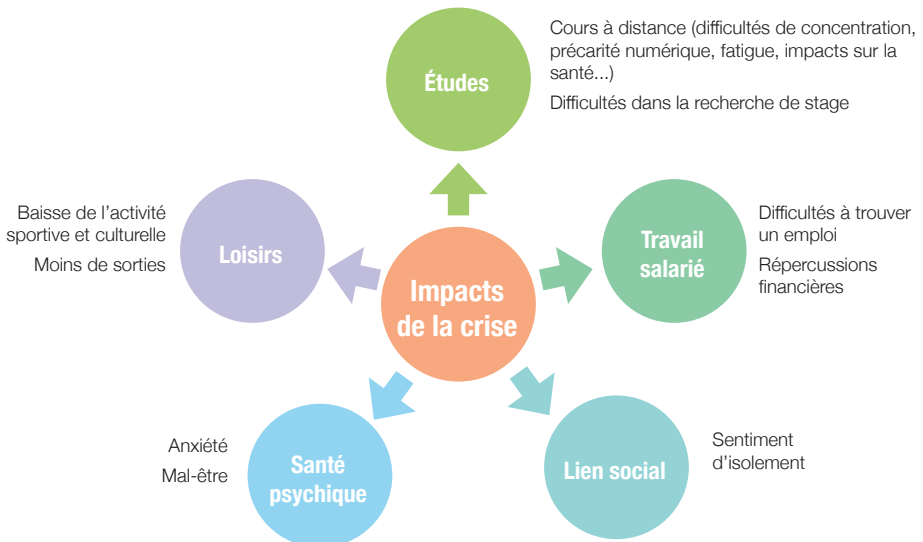 Études
Cours à distance (difficultés de concentration,
précarité numérique, fatigue, impacts sur la
santé...)
Difficultés dans la recherche de stage
Baisse de l'activité
sportive et culturelle
Moins de sorties
Loisirs
Impacts
de la crise
Travail
salarié
Difficultés à trouver
un emploi
Répercussions
financières
Anxiété
Mal-être
Santé
psychique
Lien social
Sentiment
d'isolement